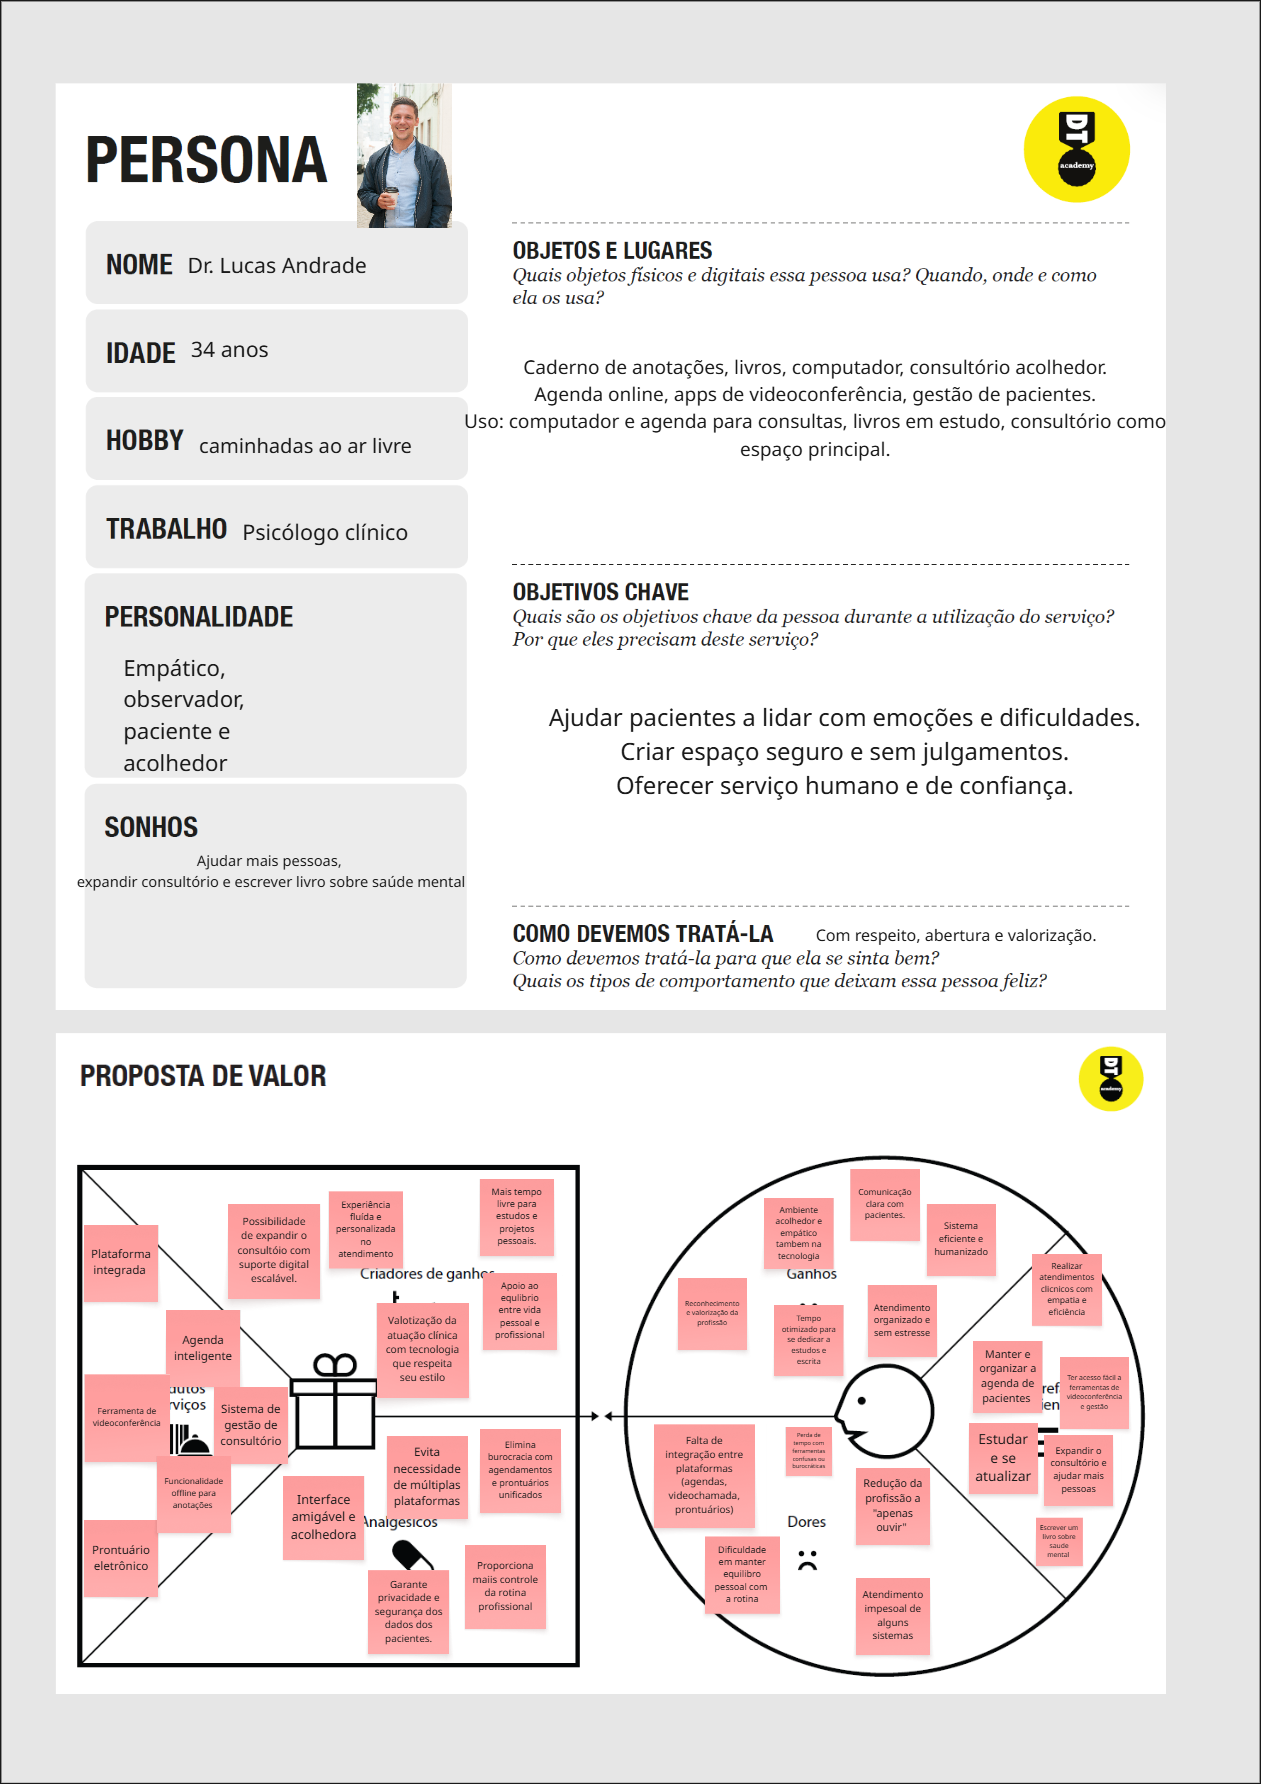 PERSONA
DT
academy
NOME Dr. Lucas Andrade
IDADE 34 anos
HOBBY caminhadas ao ar livre
TRABALHO Psicólogo clínico
PERSONALIDADE
Empático,
observador,
paciente e
acolhedor
SONHOS
Ajudar mais pessoas,
expandir consultório e escrever livro sobre saúde mental
OBJETOS E LUGARES
Quais objetos físicos e digitais essa pessoa usa? Quando, onde e como
ela os usa?
Caderno de anotações, livros, computador, consultório acolhedor.
Agenda online, apps de videoconferência, gestão de pacientes.
Uso: computador e agenda para consultas, livros em estudo, consultório como
espaço principal.
OBJETIVOS CHAVE
Quais são os objetivos chave da pessoa durante a utilização do serviço?
Por que eles precisam deste serviço?
Ajudar pacientes a lidar com emoções e dificuldades.
Criar espaço seguro e sem julgamentos.
Oferecer serviço humano e de confiança.
COMO DEVEMOS TRATÁ-LA Com respeito, abertura e valorização.
Como devemos tratá-la para que ela se sinta bem?
Quais os tipos de comportamento que deixam essa pessoa feliz?
PROPOSTA DE VALOR
DT
academy
Plataforma
integrada
Possibilidade
de expandir o
consultóio com
suporte digital
escalável.
Experiência
fluída e
personalizada
no
atendimento
Mais tempo
livre para
estudos e
projetos
pessoais.
Criadores de ganhos
Agenda
inteligente
Valotização da
atuação clínica
com tecnologia
que respeita
seu estilo
Apoio ao
equlibrio
entre vida
pessoal e
profissional
dutos
rviços
Ferramenta de
videoconferência
Sistema de
gestão de
consultório
Funcionalidade
offline para
anotações
Prontuário
eletrônico
Interface
amigável e
acolhedora
Evita
necessidade
de múltiplas
plataformas
Elimina
burocracia com
agendamentos
e prontuários
unificados
Analgésicos
Garante
privacidade e
segurança dos
dados dos
pacientes.
Proporciona
maiis controle
da rotina
profissional
Comunicação
clara com
pacientes.
Ambiente
acolhedor e
empático
tambem na
tecnologia
Sistema
eficiente e
humanizado
Ganhos
Realizar
atendimentos
clicnicos com
empatia e
eficiência
Reconhecimento
e valorização da
profissão
Tempo
otimizado para
se dedicar a
estudos e
escrita
Atendimento
organizado e
sem estresse
Manter e
organizar a
agenda de
pacientes
Ter acesso fácil a
ferramentas de
videoconferência
e gestão
ref
ien
Estudar
e se
atualizar
Expandir o
consultório e
ajudar mais
pessoas
Escrever um
livro sobre
saude
mental
Falta de
integração entre
plataformas
(agendas,
videochamada,
prontuários)
Perda de
tempo com
ferramentas
confusas ou
burocráticas
Redução da
profissão a
"apenas
ouvir"
Dores
Dificuldade
em manter
equilibro
pessoal com
a rotina
Atendimento
impesoal de
alguns
sistemas